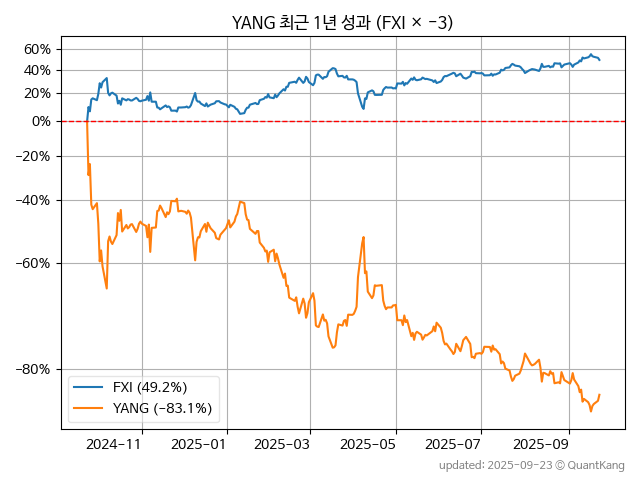 YANG 최근 1년 성과 (FXI × −3)
60%
40%
20%
0%
−20%
−40%
−60%
−80%
FXI (49.2%)
YANG (−83.1%)
2024-11 2025-01 2025-03 2025-05 2025-07 2025-09
updated: 2025-09-23 © QuantKang